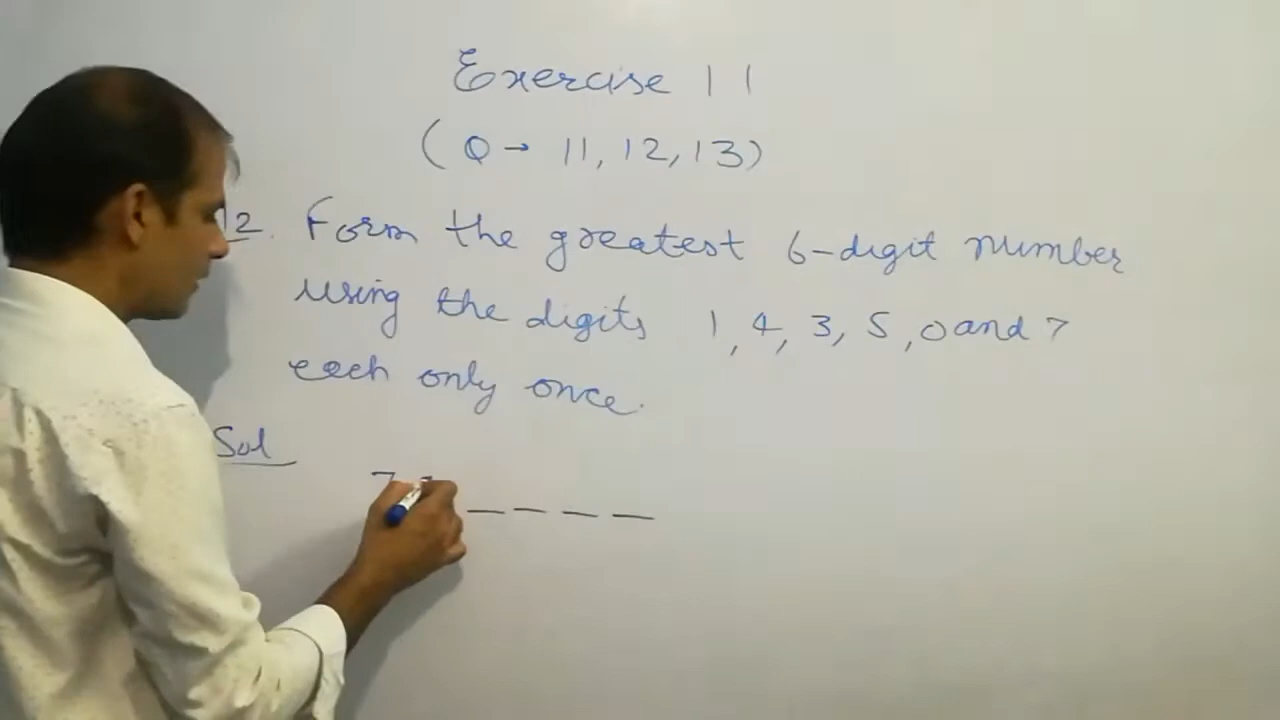 Exercise 11
(Q→ 11, 12, 13)
12. Form the greatest 6-digit number
using the digits 1, 4, 3, 5, 0 and 7
each only once.
Sol
7